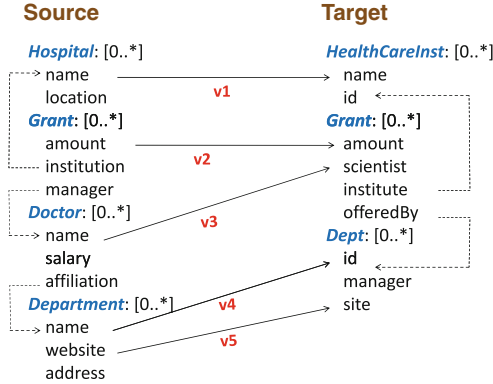 Source
Hospital: [0..*]
name
location
Grant: [0..*]
amount
institution
manager
Doctor: [0..*]
name
salary
affiliation
Department: [0..*]
name
website
address
v1
v2
v3
v4
v5
Target
HealthCareInst: [0..*]
name
id
Grant: [0..*]
amount
scientist
institute
offeredBy
Dept: [0..*]
id
manager
site